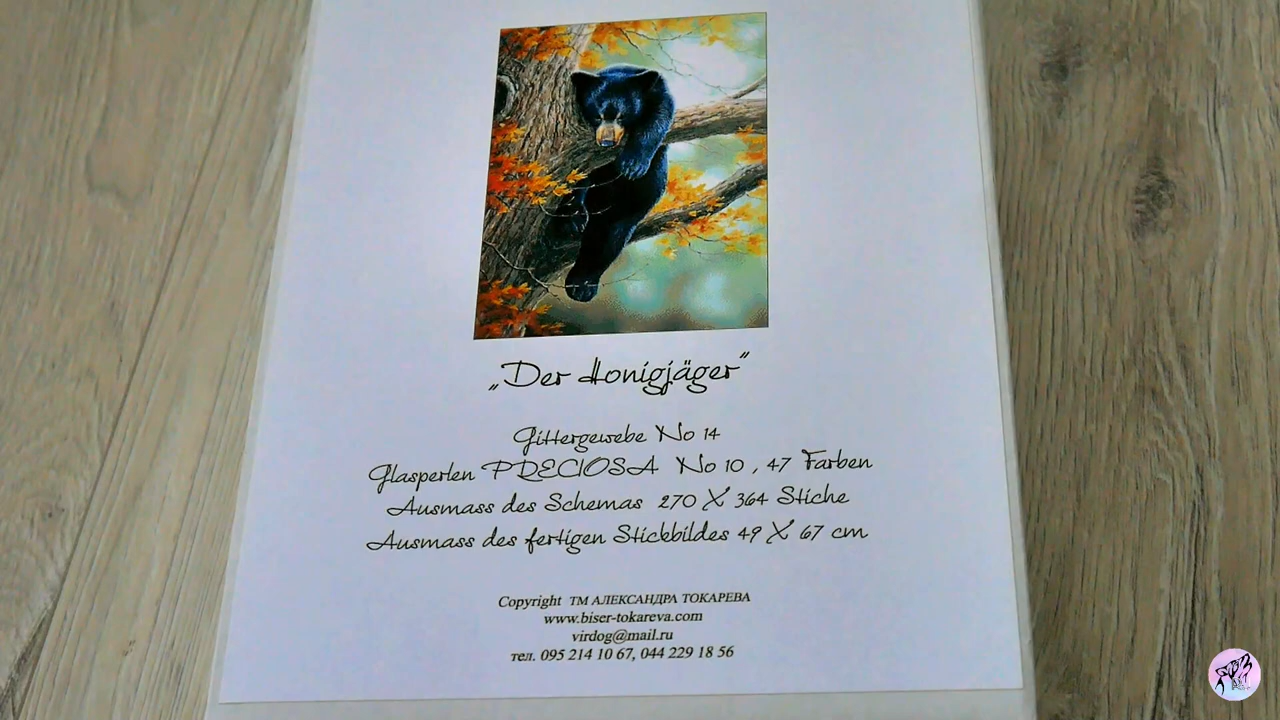 „Der Honigjäger“
Gittergewebe No 14
Glasperlen PRECIOSA No 10 , 47 Farben
Ausmass des Schemas 270 X 364 Stiche
Ausmass des fertigen Stickbildes 49 X 67 cm
Copyright ТМ АЛЕКСАНДРА ТОКАРЕВА
www.biser-tokareva.com
virdog@mail.ru
тел. 095 214 10 67, 044 229 18 56